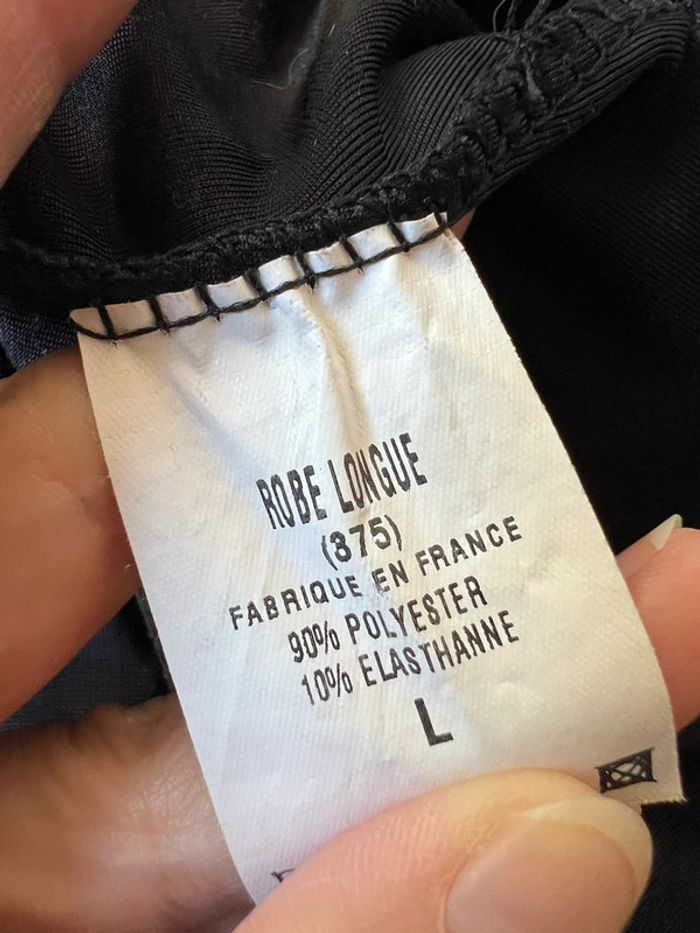 ROBE LONGUE
(375)
FABRIQUE EN FRANCE
90% POLYESTER
10% ELASTHANNE
L